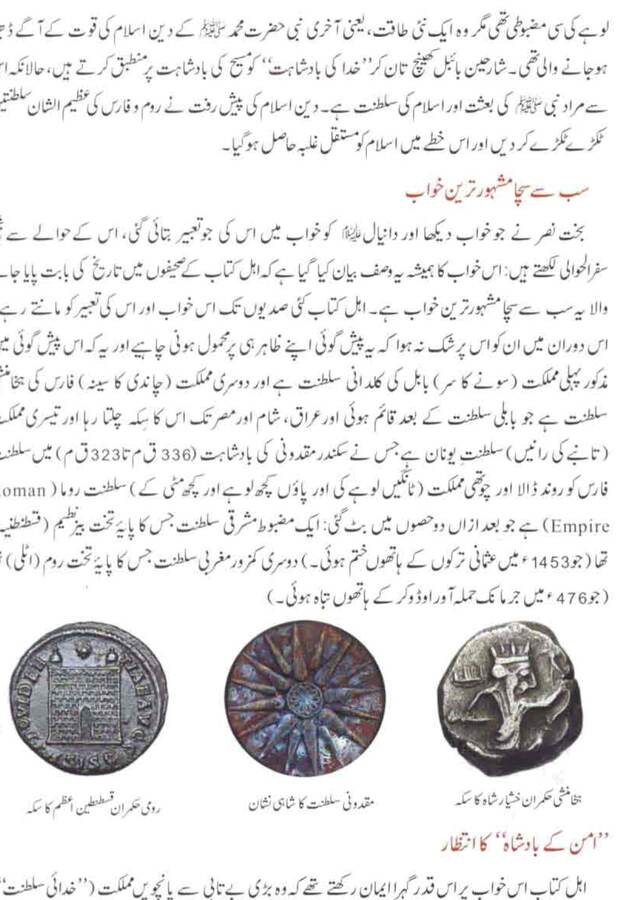 لوہے کی سی مضبوطی تھی مگر وہ ایک نئی طاقت، یعنی آخری نبی حضرت محمد ﷺ کے دین اسلام کی قوت کے آگے
ہو جانے والی تھی۔ شارحین بائبل کھینچ تان کر ”خدا کی بادشاہت“ کو مسیح کی بادشاہت پر منطبق کرتے ہیں، حالانکہ
سے مراد نبی ﷺ کی بعثت اور اسلام کی سلطنت ہے۔ دین اسلام کی پیش رفت نے روم و فارس کی عظیم الشان
ٹکڑے ٹکڑے کر دیں اور اس خطے میں اسلام کو مستقل غلبہ حاصل ہو گیا۔
سب سے سچا مشہور ترین خواب
بخت نصر نے جو خواب دیکھا اور دانیال علیہ السلام کو خواب میں اس کی جو تعبیر بتائی گئی، اس کے حوالے سے
سفر الحوالی لکھتے ہیں: اس خواب کا ہمیشہ یہ وصف بیان کیا گیا ہے کہ اہل کتاب کے صحیفوں میں تاریخ کی بابت پایا
والا یہ سب سے سچا مشہور ترین خواب ہے۔ اہل کتاب کئی صدیوں تک اس خواب اور اس کی تعبیر کو مانتے رہے
اس دوران میں ان کو اس پر شک نہ ہوا کہ یہ پیش گوئی اپنے ظاہر ہی پر محمول ہونی چاہیے اور یہ کہ اس پیش گوئی
مذکور پہلی مملکت (سونے کا سر) بابل کی کلدانی سلطنت ہے اور دوسری مملکت (چاندی کا سینہ) فارس کی
سلطنت ہے جو بابلی سلطنت کے بعد قائم ہوئی اور عراق، شام اور مصر تک اس کا سکہ چلتا رہا اور تیسری مملکت
(تانبے کی رانیں) سلطنت یونان ہے جس نے سکندر مقدونی کی بادشاہت (336 ق م تا 323 ق م) میں سلطنت
فارس کو روند ڈالا اور چوتھی مملکت (ٹانگیں لوہے کی اور پاؤں کچھ لوہے اور کچھ مٹی کے) سلطنت روما (oman
Empire) ہے جو بعد ازاں دو حصوں میں بٹ گئی: ایک مضبوط مشرقی سلطنت جس کا پایۂ تخت بیزنطیم (قسطنطنیہ
تھا (جو 1453ء میں عثمانی ترکوں کے ہاتھوں ختم ہوئی۔) دوسری کمزور مغربی سلطنت جس کا پایۂ تخت روم (اٹلی)
(جو 476ء میں جرمانک حملہ آور اوڈوکر کے ہاتھوں تباہ ہوئی۔)
ہخامنشی حکمران خشیارشاہ کا سکہ
مقدونی سلطنت کا شاہی نشان
رومی حکمران قسطنطین اعظم کا سکہ
”امن کے بادشاہ“ کا انتظار
اہل کتاب اس خواب پر اس قدر گہرا ایمان رکھتے تھے کہ وہ بڑی بے تابی سے پانچویں مملکت (”خدائی سلطنت“